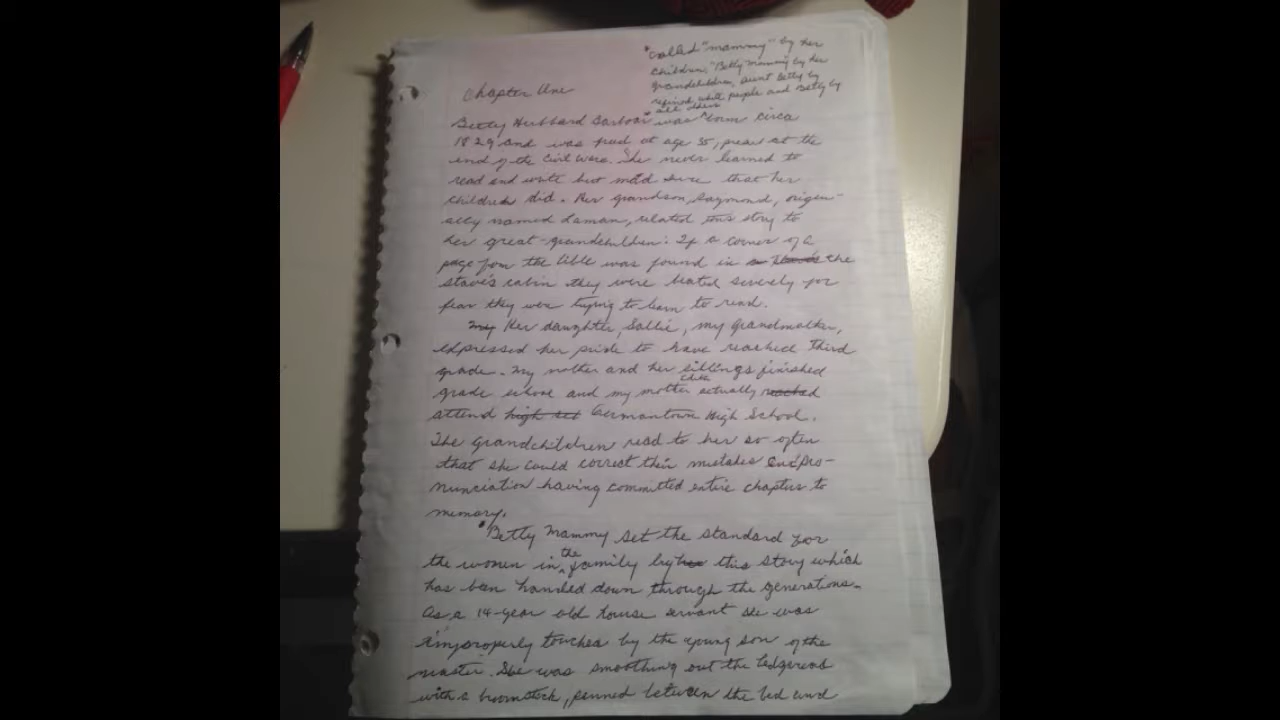 *called "mammy" by her
children, "Betty Mammy by her
grandchildren, Aunt Betty by
refined white people and Betty by
all others
Chapter One
Betty Hubbard Barbour* was born circa
1829 and was freed at age 35, at the
end of the Civil War. She never learned to
read and write but mad sure that her
children did. Her grandson, Raymond, origin-
ally named Laman, related this story to
her great-grandchildren: If a corner of a
page from the bible was found in the
slave's cabin they were beated severely for
fear they were trying to learn to read.
my Her daughter, Sallie, my grandmother,
expressed her pride to have reached third
grade. My mother and her siblings finished
grade school and my mother actually reached
attend high Germantown High School.
The grandchildren read to her so often
that she could correct their mistakes and pro-
nunciation having committed entire chapters to
memory.
"Betty Mammy set the standard for
the women in the family by her this story which
has been handed down through the generations.
As a 14-year old house servant she was
improperly touched by the young son of the
master. She was smoothing out the bedspread
with a broomstick, penned between the bed and